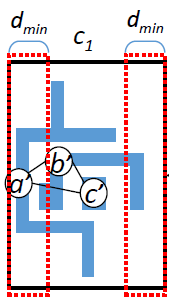 d_min c_1 d_min
b'
a' c'